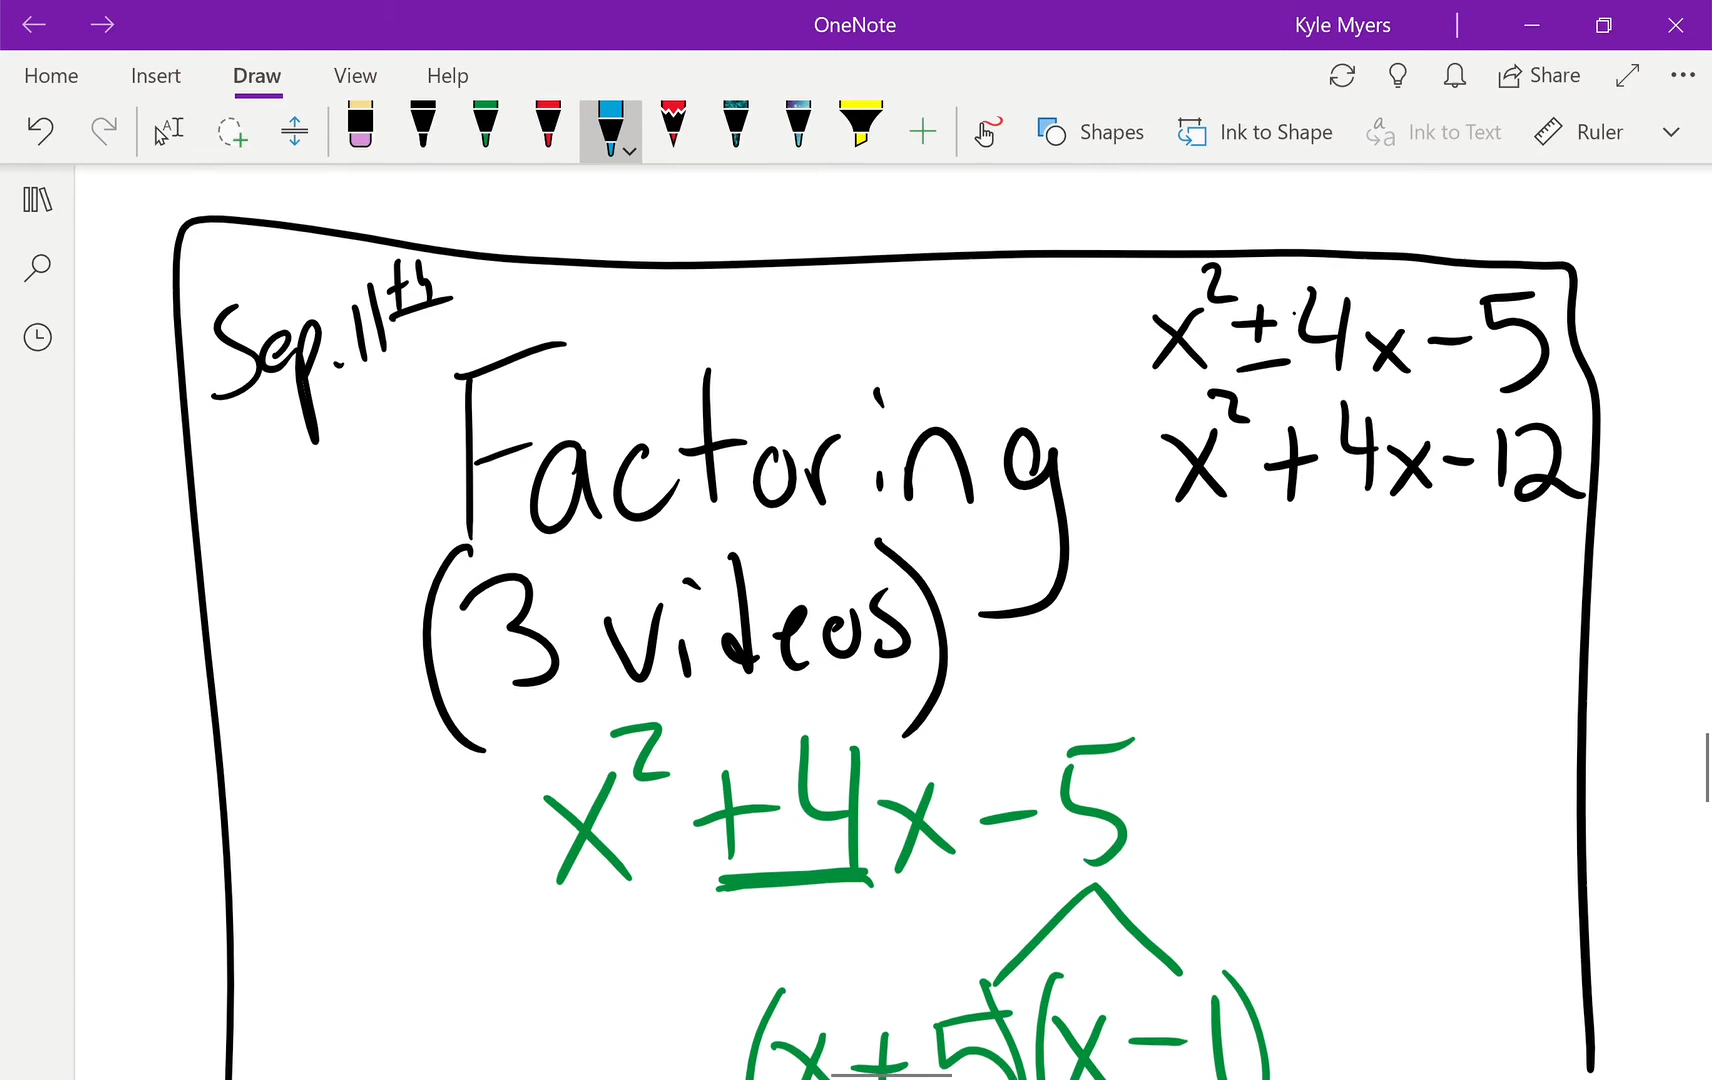 OneNote
Kyle Myers
Home Insert Draw View Help
Share
Shapes Ink to Shape Ink to Text Ruler
Sep. 11th
x² + 4x - 5
x² + 4x - 12
Factoring
(3 videos)
x² + 4x - 5
(x + 5)(x - 1)